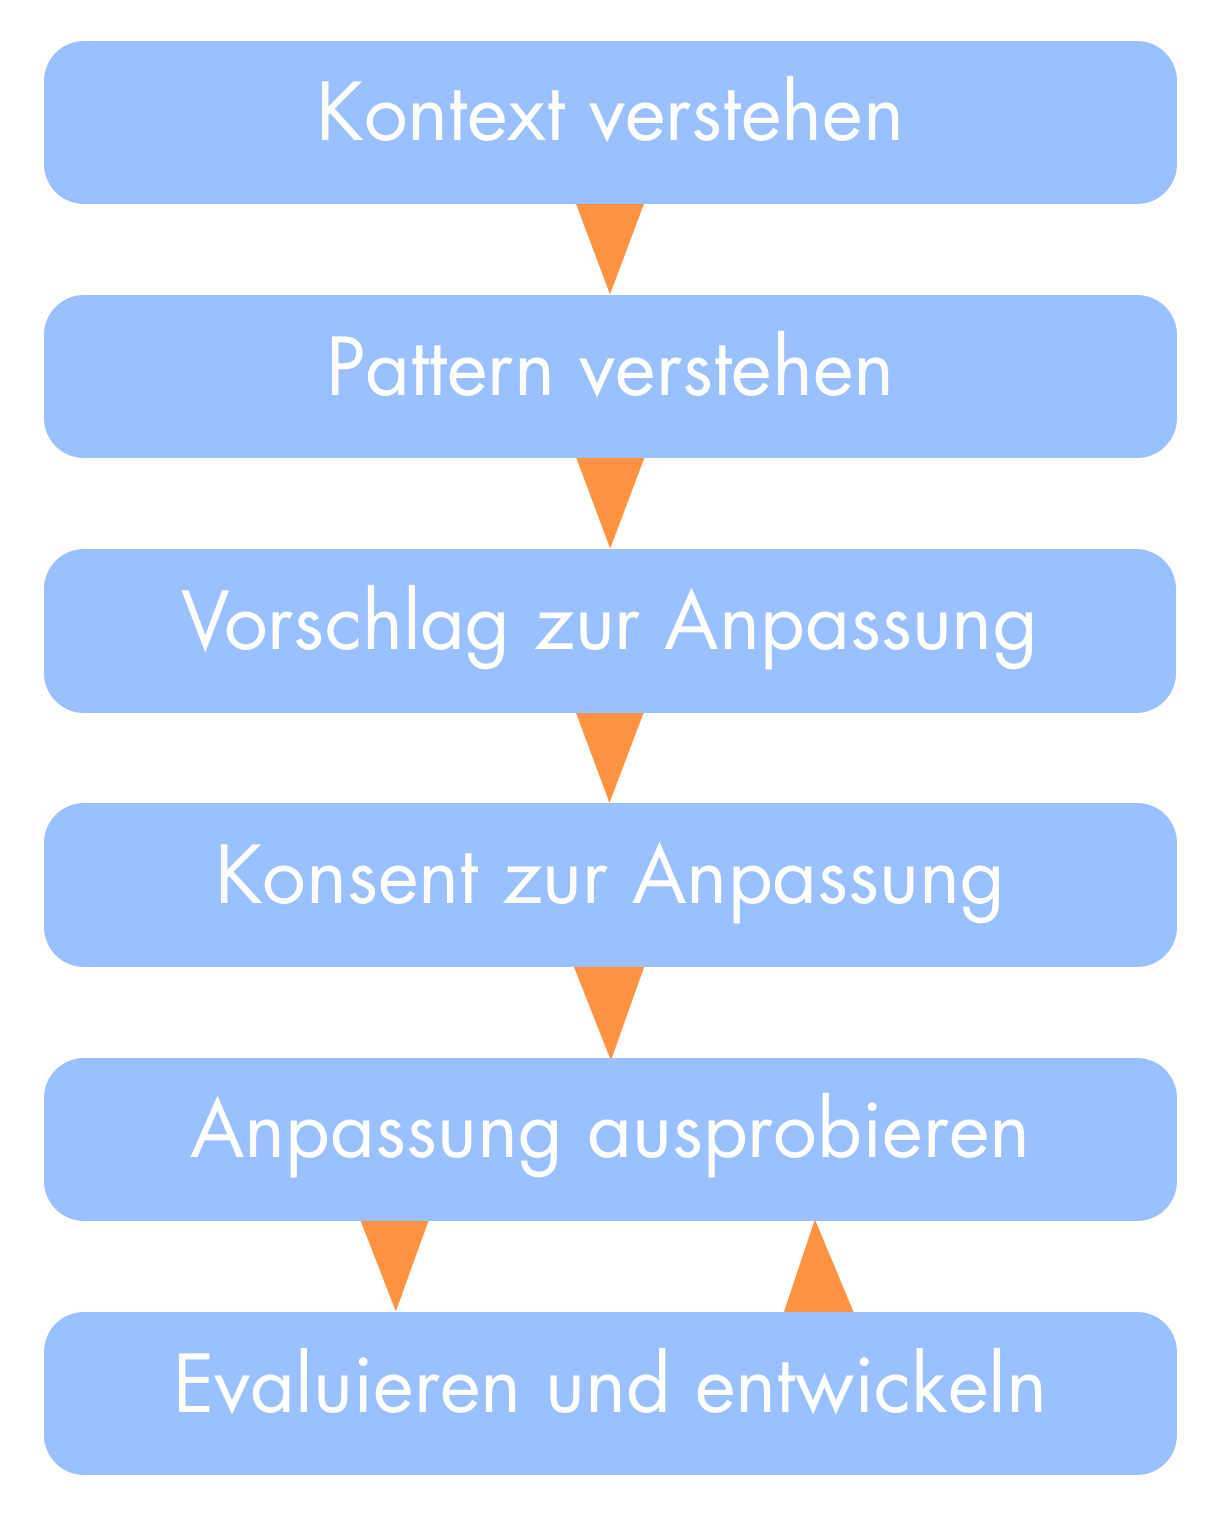 Kontext verstehen
Pattern verstehen
Vorschlag zur Anpassung
Konsent zur Anpassung
Anpassung ausprobieren
Evaluieren und entwickeln